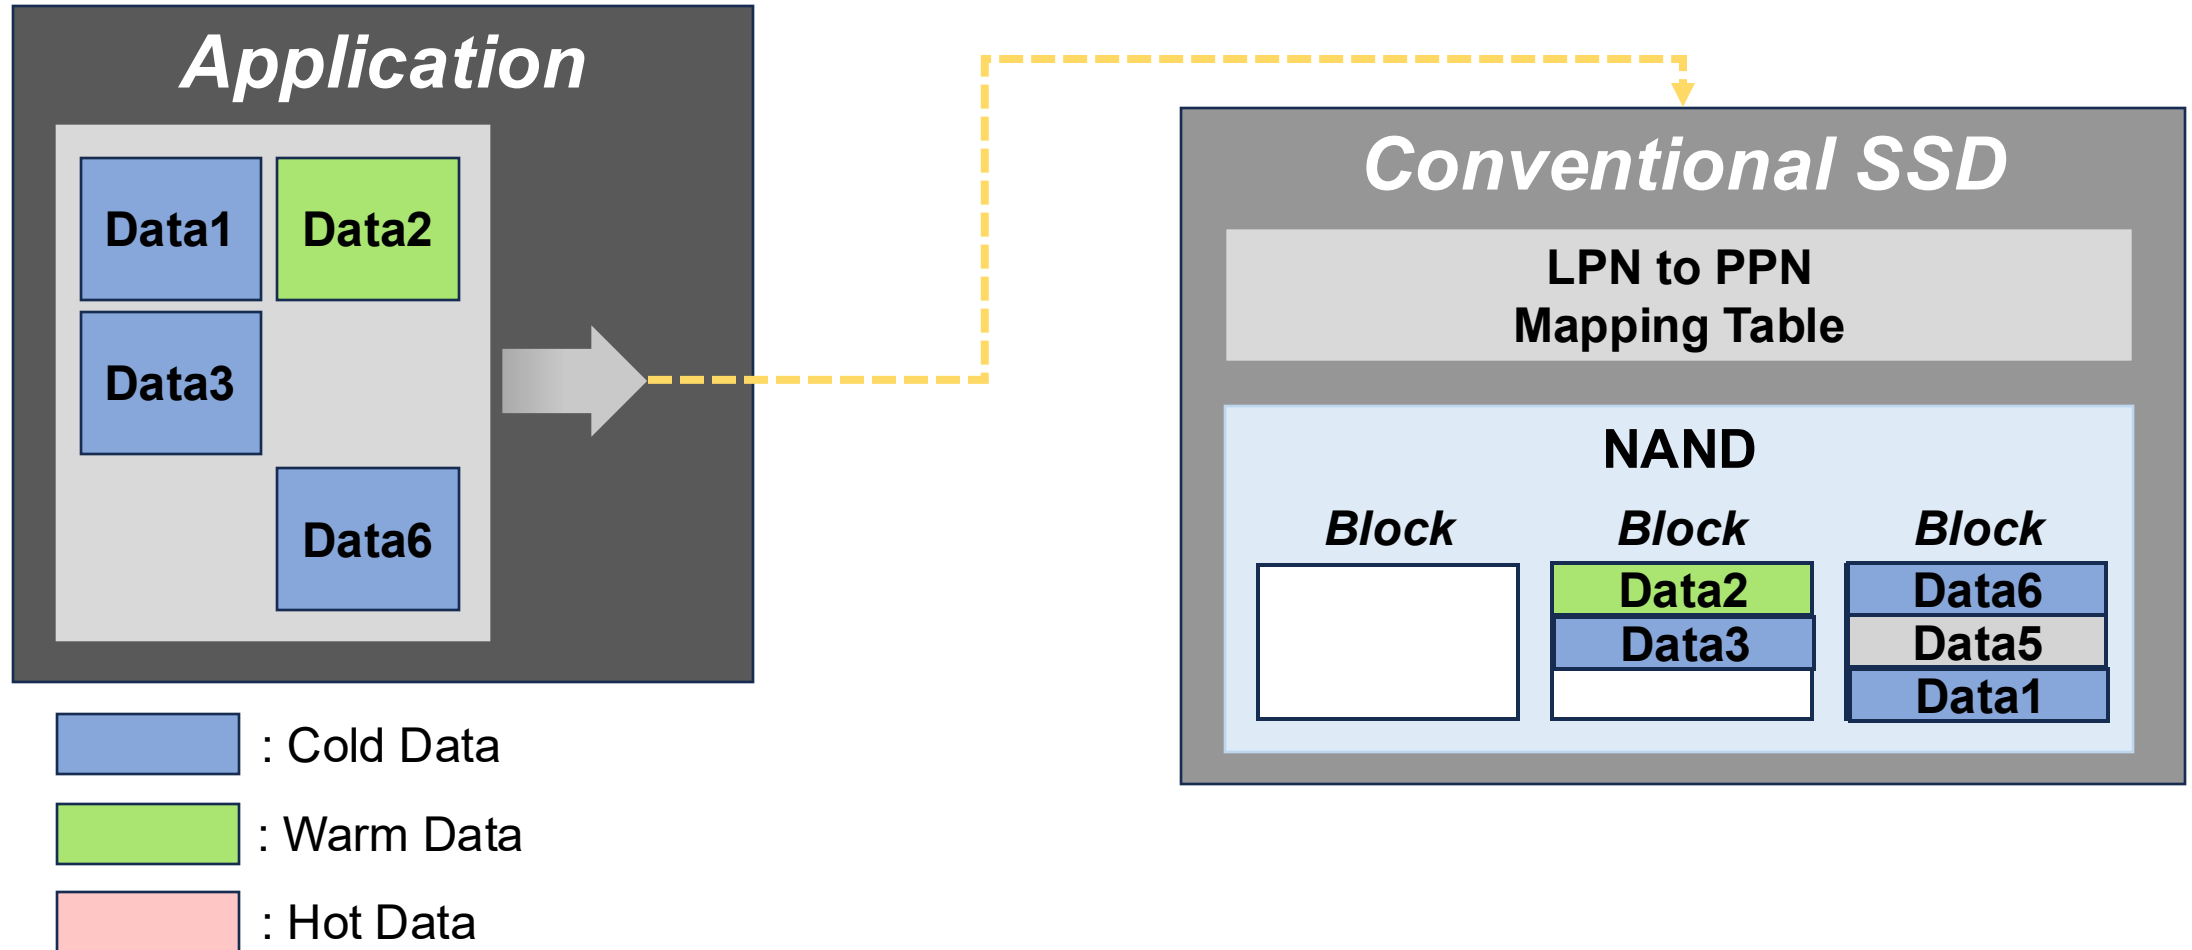 Application
Data1 Data2
Data3
Data6
: Cold Data
: Warm Data
: Hot Data
Conventional SSD
LPN to PPN
Mapping Table
NAND
Block Block Block
Data2 Data6
Data3 Data5
Data1